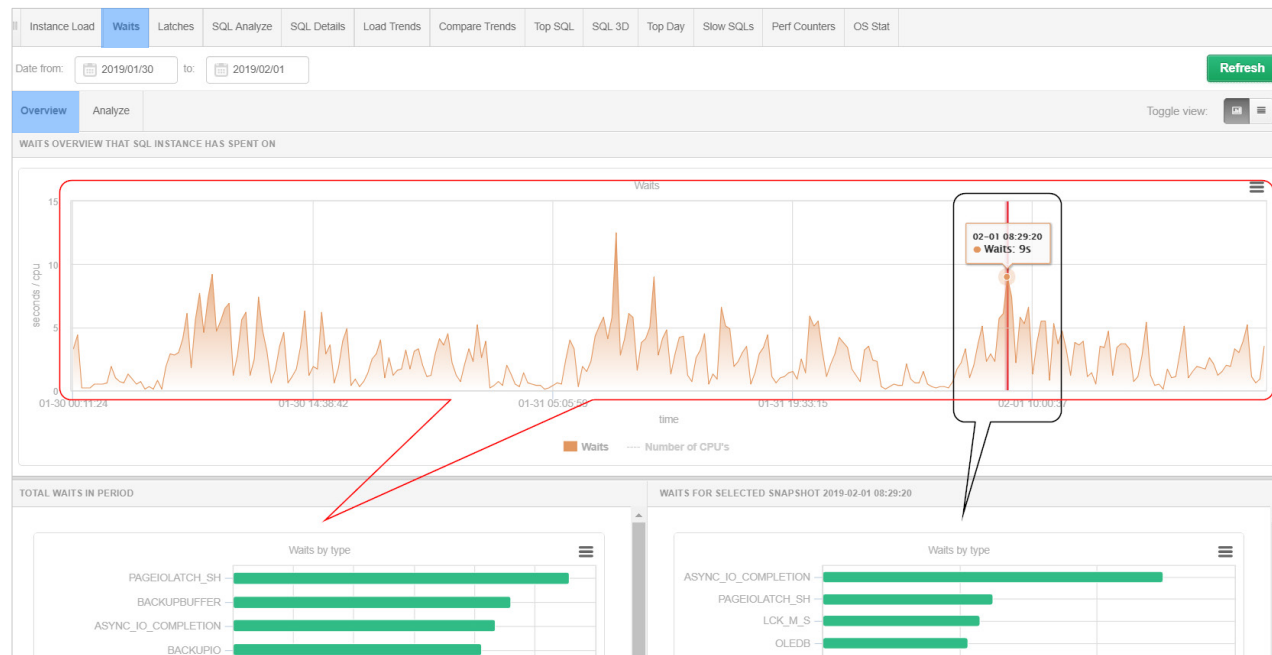 Instance Load Waits Latches SQL Analyze SQL Details Load Trends Compare Trends Top SQL SQL 3D Top Day Slow SQLs Perf Counters OS Stat
Date from: 2019/01/30 to: 2019/02/01 Refresh
Overview Analyze Toggle view:
WAITS OVERVIEW THAT SQL INSTANCE HAS SPENT ON
Waits
15
10
5
0
seconds / cpu
02-01 08:29:20
Waits: 9s
01-30 00:11:24 01-30 14:38:42 01-31 05:05:59 01-31 19:33:15 02-01 10:00:37
time
Waits Number of CPU's
TOTAL WAITS IN PERIOD
Waits by type
PAGEIOLATCH_SH
BACKUPBUFFER
ASYNC_IO_COMPLETION
BACKUPIO
WAITS FOR SELECTED SNAPSHOT 2019-02-01 08:29:20
Waits by type
ASYNC_IO_COMPLETION
PAGEIOLATCH_SH
LCK_M_S
OLEDB